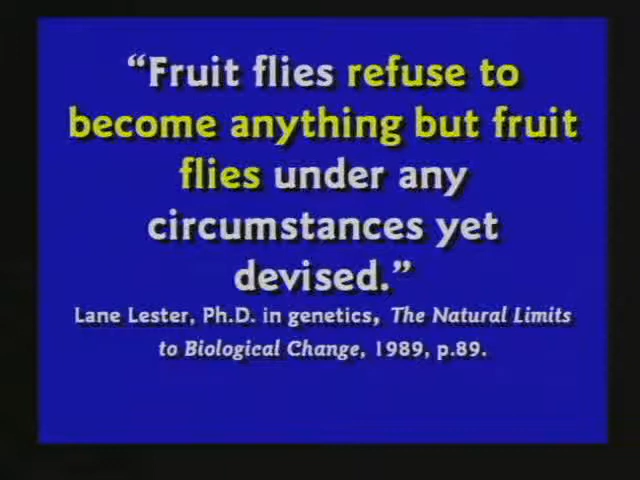 “Fruit flies refuse to
become anything but fruit
flies under any
circumstances yet
devised.”
Lane Lester, Ph.D. in genetics, The Natural Limits
to Biological Change, 1989, p.89.